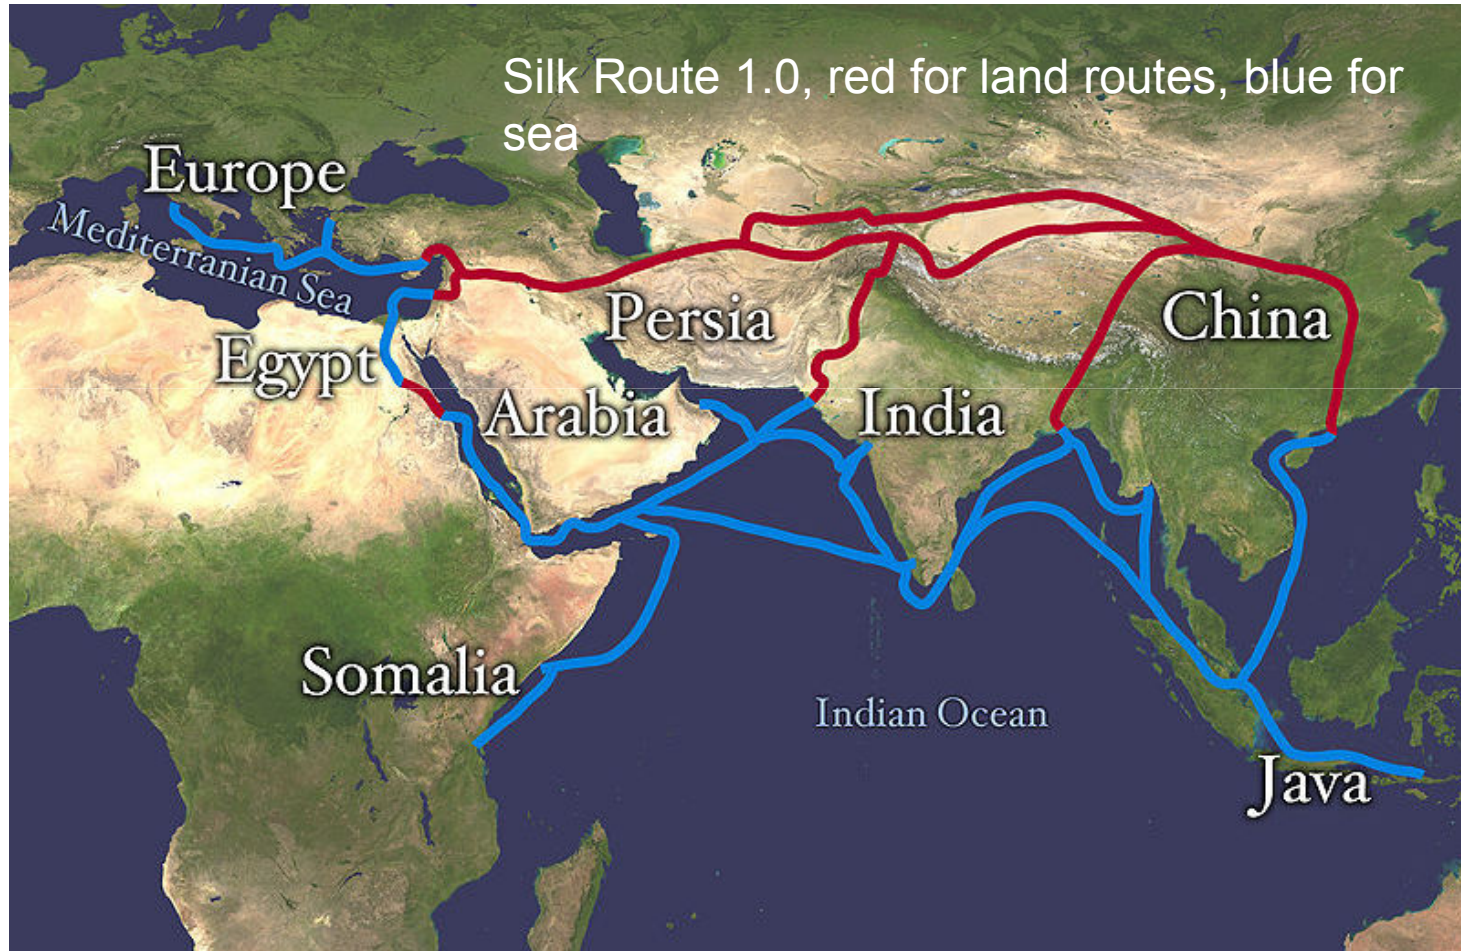 Silk Route 1.0, red for land routes, blue for
sea
Europe
Mediterranian Sea
Persia
China
Egypt
Arabia
India
Somalia
Indian Ocean
Java